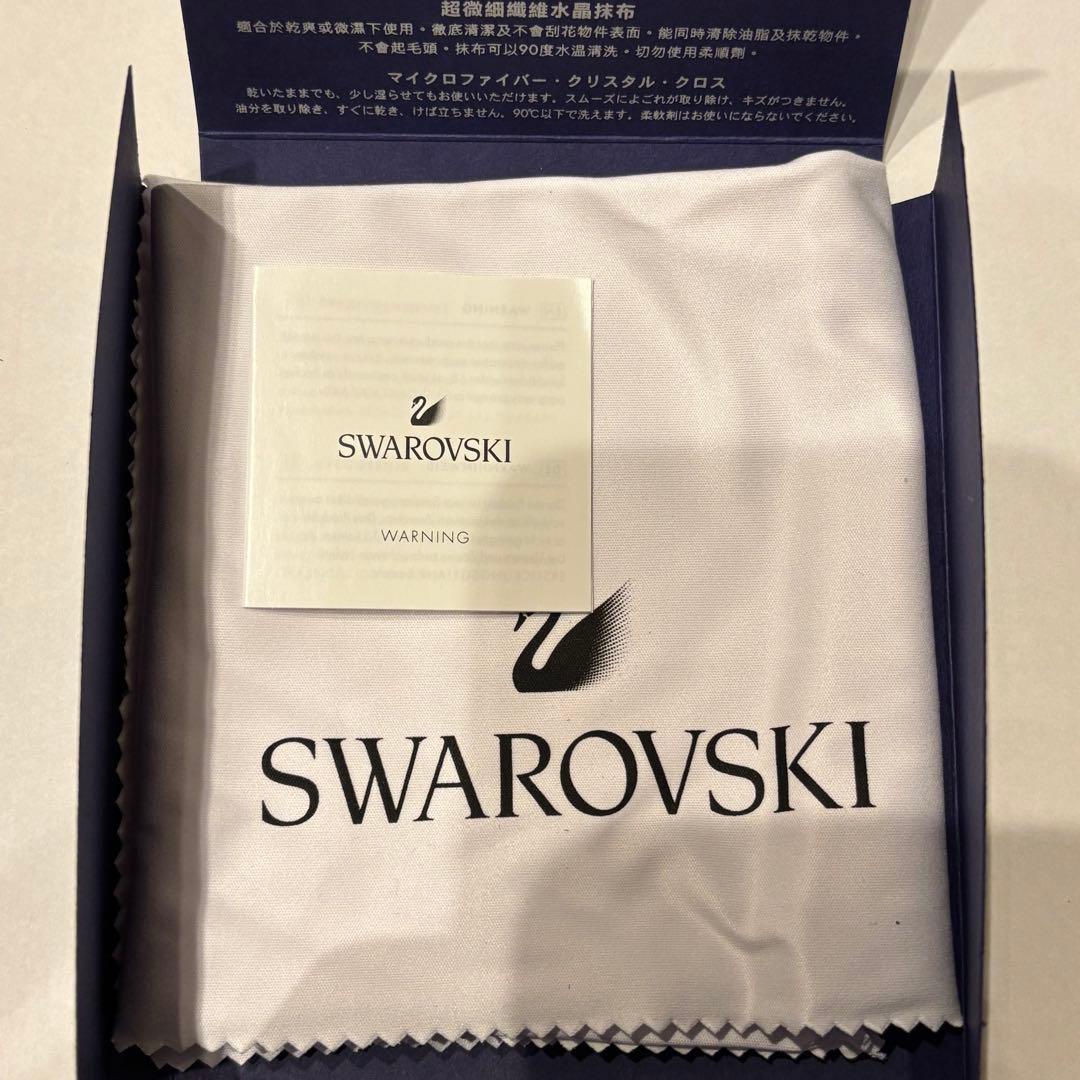 超微細纖維水晶抹布
適合於乾爽或微濕下使用。徹底清潔及不會刮花物件表面。能同時清除油脂及抹乾物件。
不會起毛頭。抹布可以90度水温清洗。切勿使用柔順劑。
マイクロファイバー・クリスタル・クロス
乾いたままでも、少し湿らせてもお使いいただけます。スムーズによごれが取り除け、キズがつきません。
油分を取り除き、すぐに乾き、けば立ちません。90℃以下で洗えます。柔軟剤はお使いにならないでください。
SWAROVSKI
WARNING
SWAROVSKI